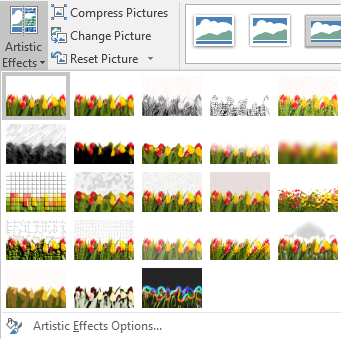 Artistic
Effects
Compress Pictures
Change Picture
Reset Picture
Artistic Effects Options...